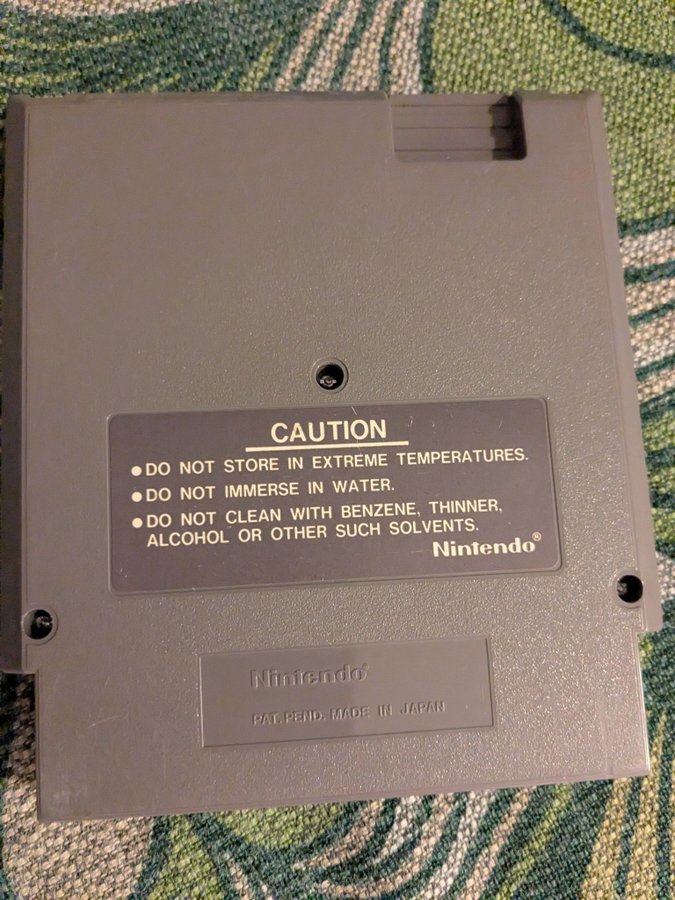 CAUTION
●DO NOT STORE IN EXTREME TEMPERATURES.
●DO NOT IMMERSE IN WATER.
●DO NOT CLEAN WITH BENZENE, THINNER,
ALCOHOL OR OTHER SUCH SOLVENTS.
Nintendo®
Nintendo®
PAT. PEND. MADE IN JAPAN